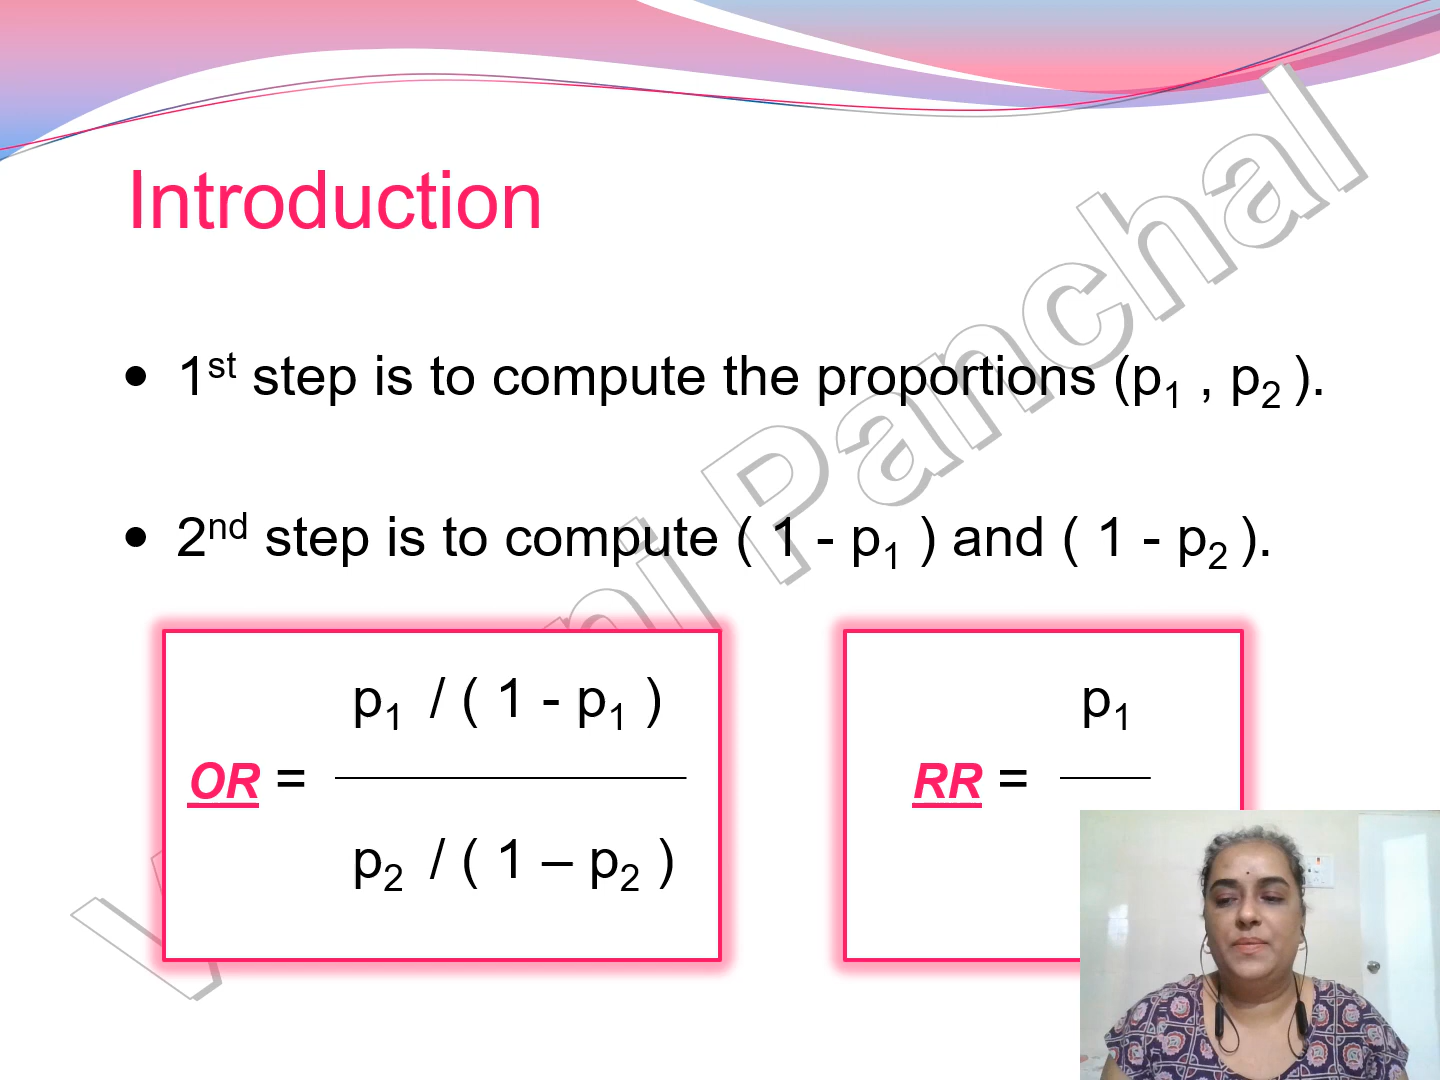 Introduction
• 1st step is to compute the proportions (p1 , p2 ).
• 2nd step is to compute ( 1 - p1 ) and ( 1 - p2 ).
p1 / ( 1 - p1 )
OR =
p2 / ( 1 – p2 )
p1
RR =
Panchal